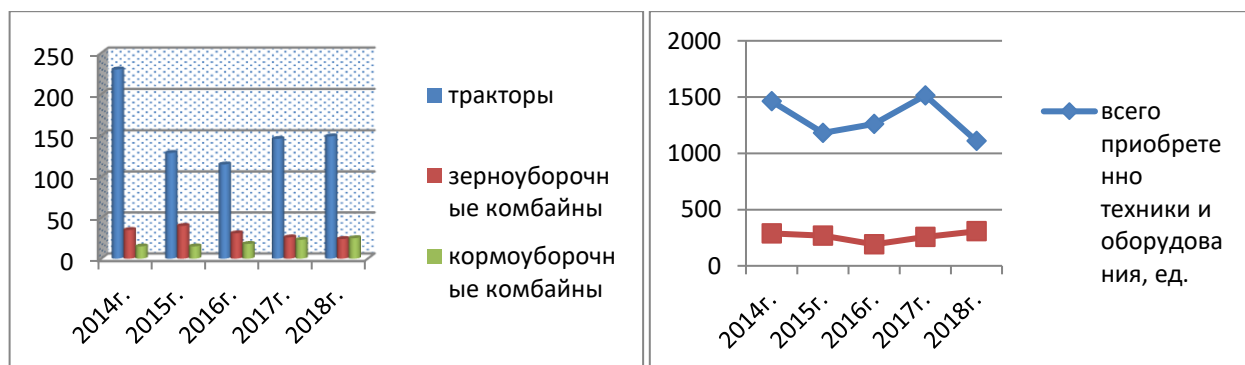 250
200
150
100
50
0
2014г.
2015г.
2016г.
2017г.
2018г.
тракторы
зерноуборочн
ые комбайны
кормоуборочн
ые комбайны
2000
1500
1000
500
0
2014г.
2015г.
2016г.
2017г.
2018г.
всего
приобрете
нно
техники и
оборудова
ния, ед.